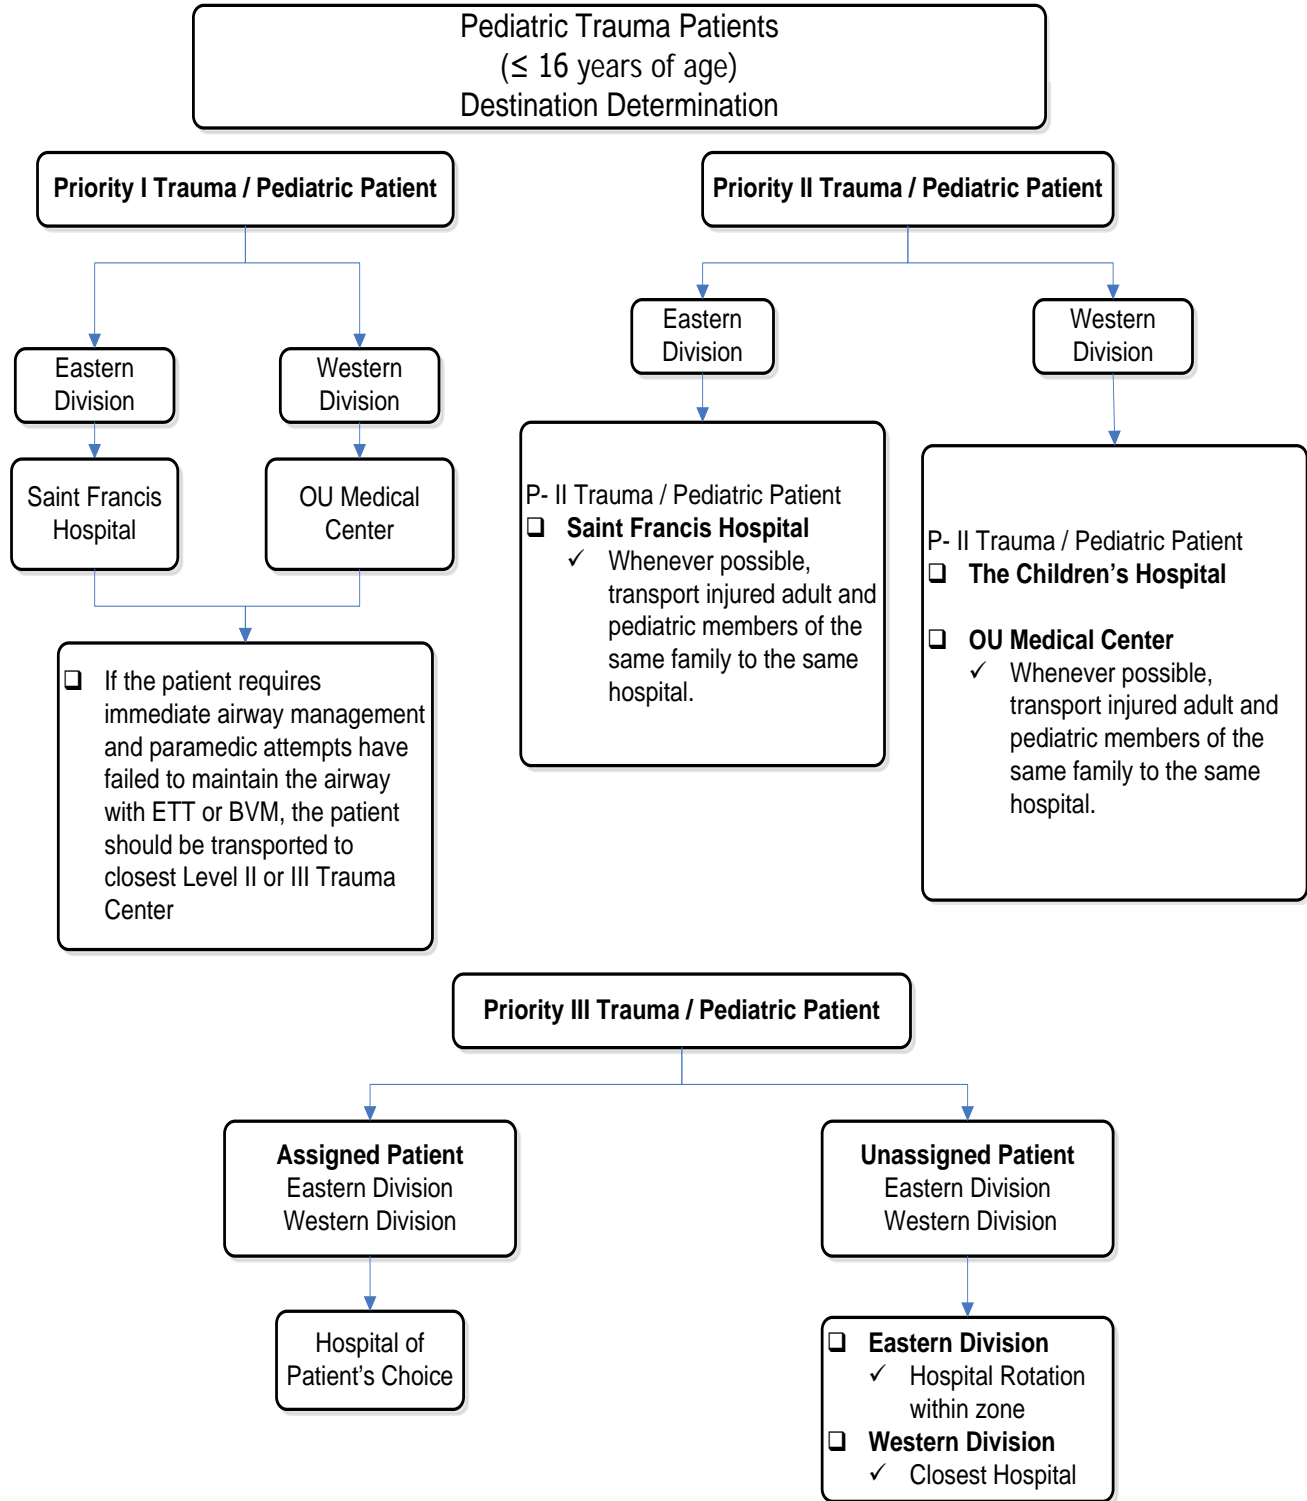 Pediatric Trauma Patients
(≤ 16 years of age)
Destination Determination
Priority I Trauma / Pediatric Patient
Priority II Trauma / Pediatric Patient
Eastern
Division
Western
Division
Saint Francis
Hospital
OU Medical
Center
❑ If the patient requires
immediate airway management
and paramedic attempts have
failed to maintain the airway
with ETT or BVM, the patient
should be transported to
closest Level II or III Trauma
Center
Eastern
Division
Western
Division
P- II Trauma / Pediatric Patient
❑ Saint Francis Hospital
✓ Whenever possible,
transport injured adult and
pediatric members of the
same family to the same
hospital.
P- II Trauma / Pediatric Patient
❑ The Children's Hospital
❑ OU Medical Center
✓ Whenever possible,
transport injured adult and
pediatric members of the
same family to the same
hospital.
Priority III Trauma / Pediatric Patient
Assigned Patient
Eastern Division
Western Division
Hospital of
Patient's Choice
Unassigned Patient
Eastern Division
Western Division
❑ Eastern Division
✓ Hospital Rotation
within zone
❑ Western Division
✓ Closest Hospital